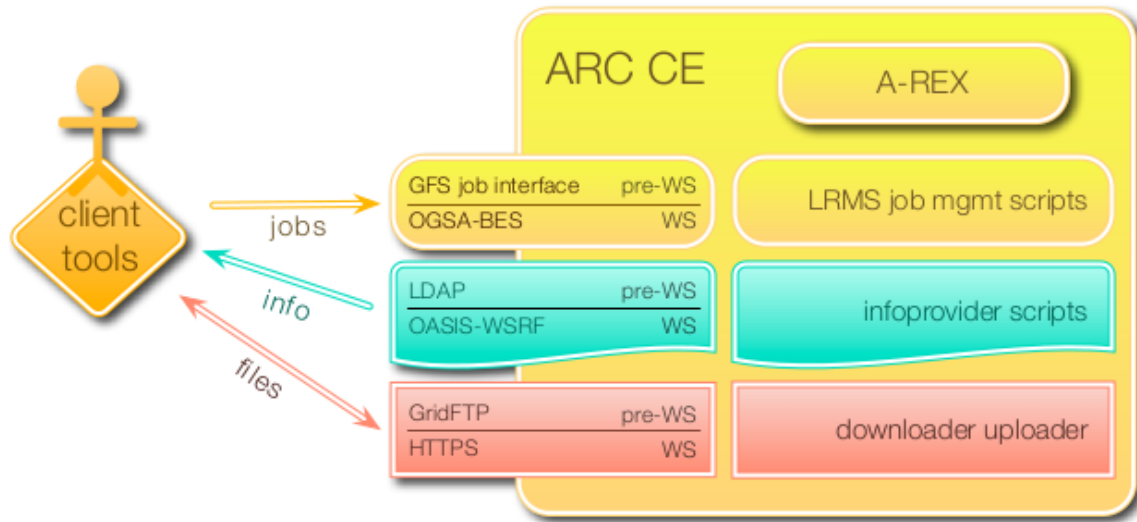 ARC CE
A-REX
client
tools
jobs
info
files
GFS job interface pre-WS
OGSA-BES WS
LRMS job mgmt scripts
LDAP pre-WS
OASIS-WSRF WS
infoprovider scripts
GridFTP pre-WS
HTTPS WS
downloader uploader